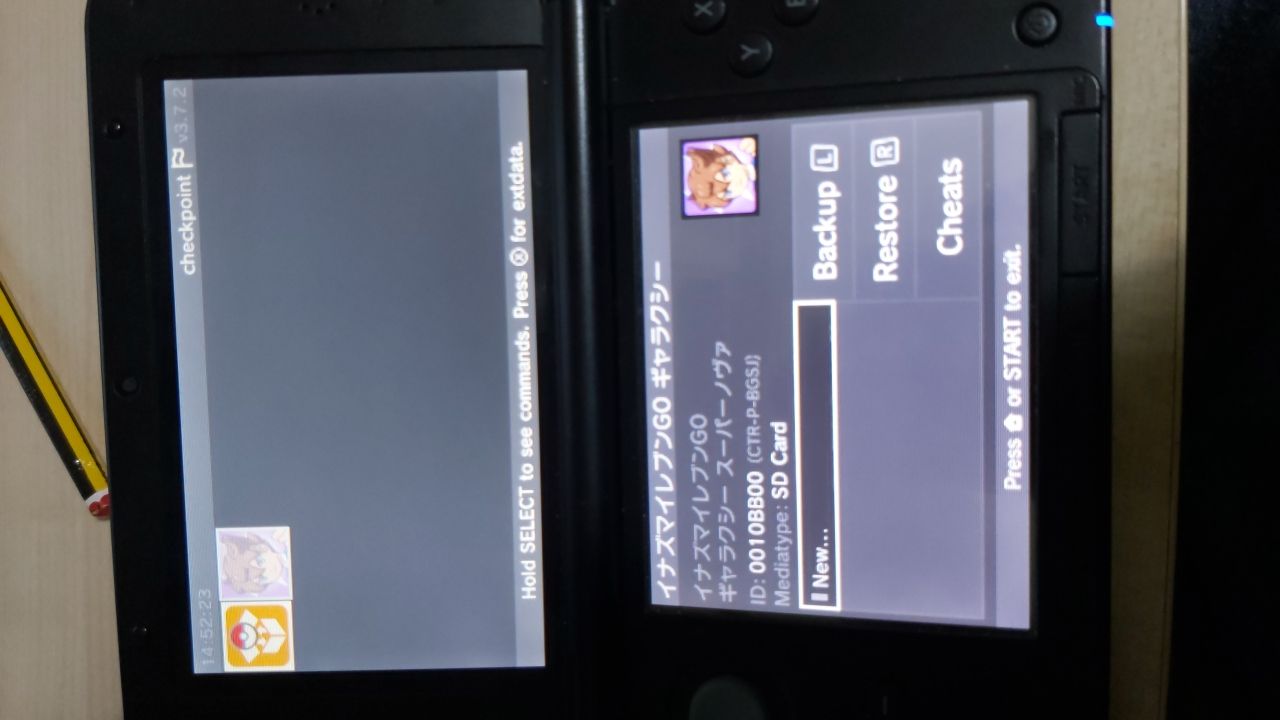 14:52:23
checkpoint v3.7.2
Hold SELECT to see commands. Press ⓧ for extdata.
イナズマイレブンGO ギャラクシー
イナズマイレブンGO
ギャラクシー スーパーノヴァ
ID: 0010BB00 (CTR-P-BGSJ)
Mediatype: SD Card
New...
Backup L
Restore R
Cheats
Press or START to exit.
X
Y
START